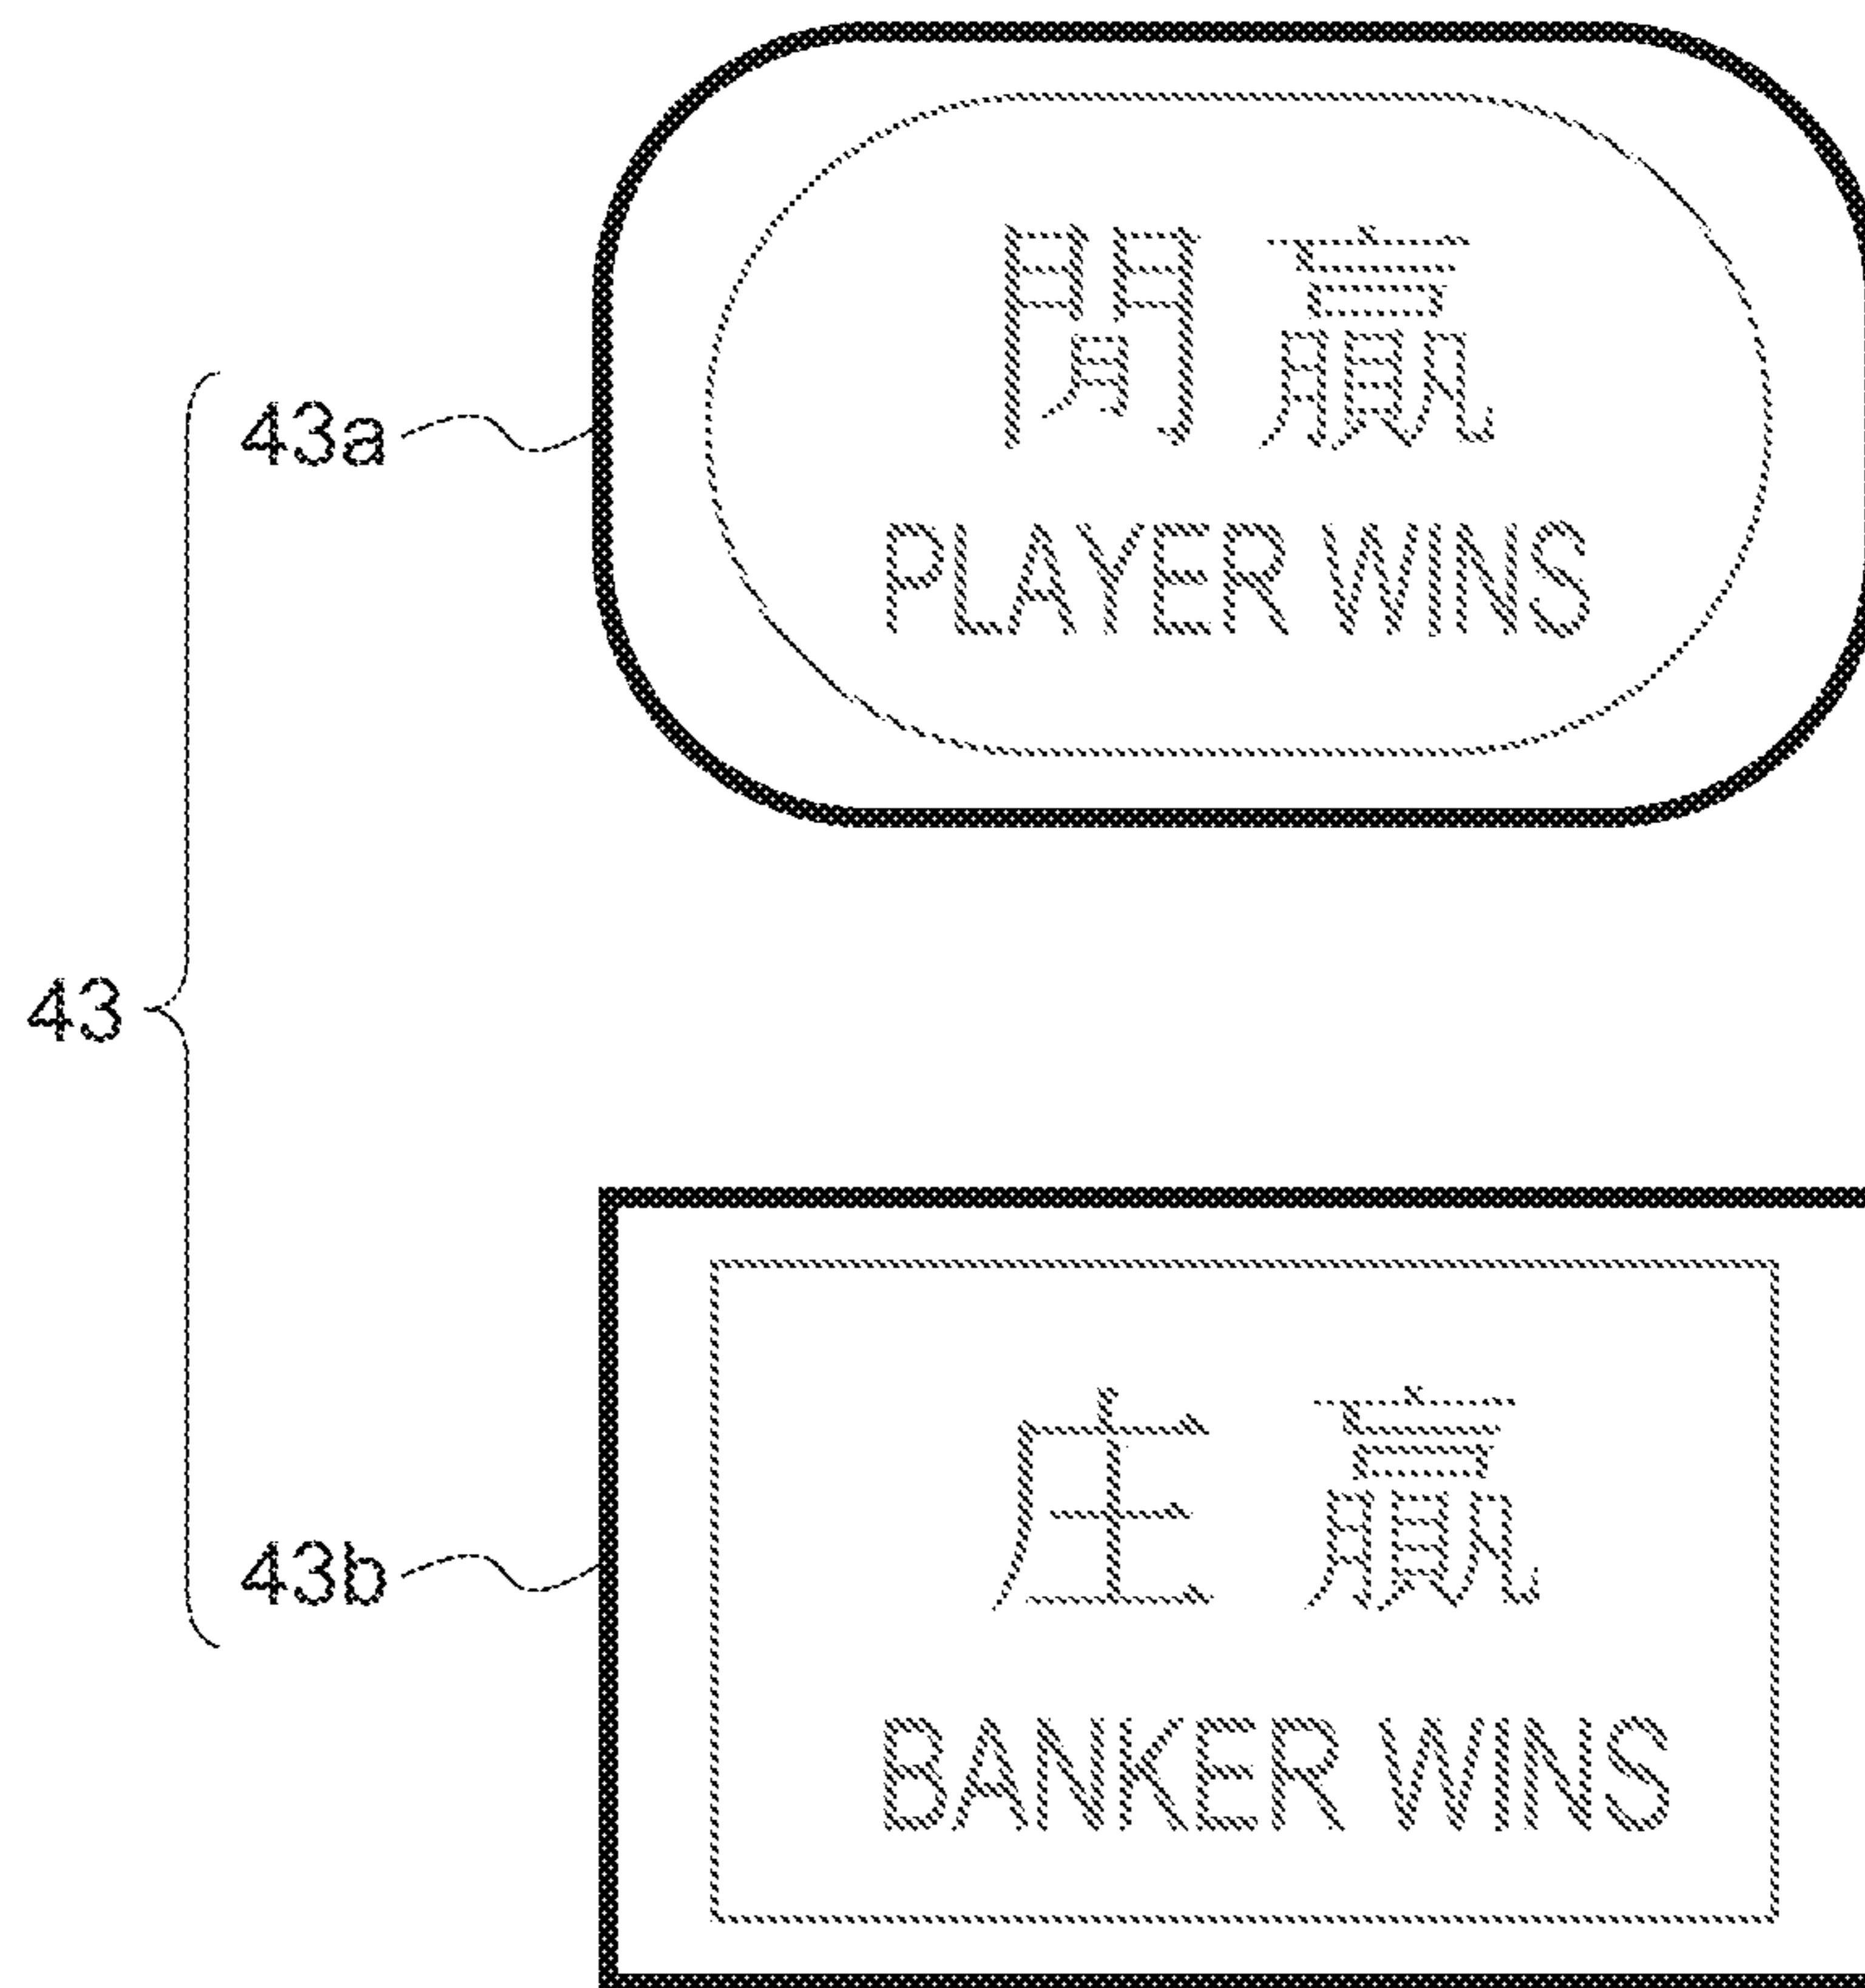 閒 贏
43a
PLAYER WINS
43
庄 贏
43b
BANKER WINS